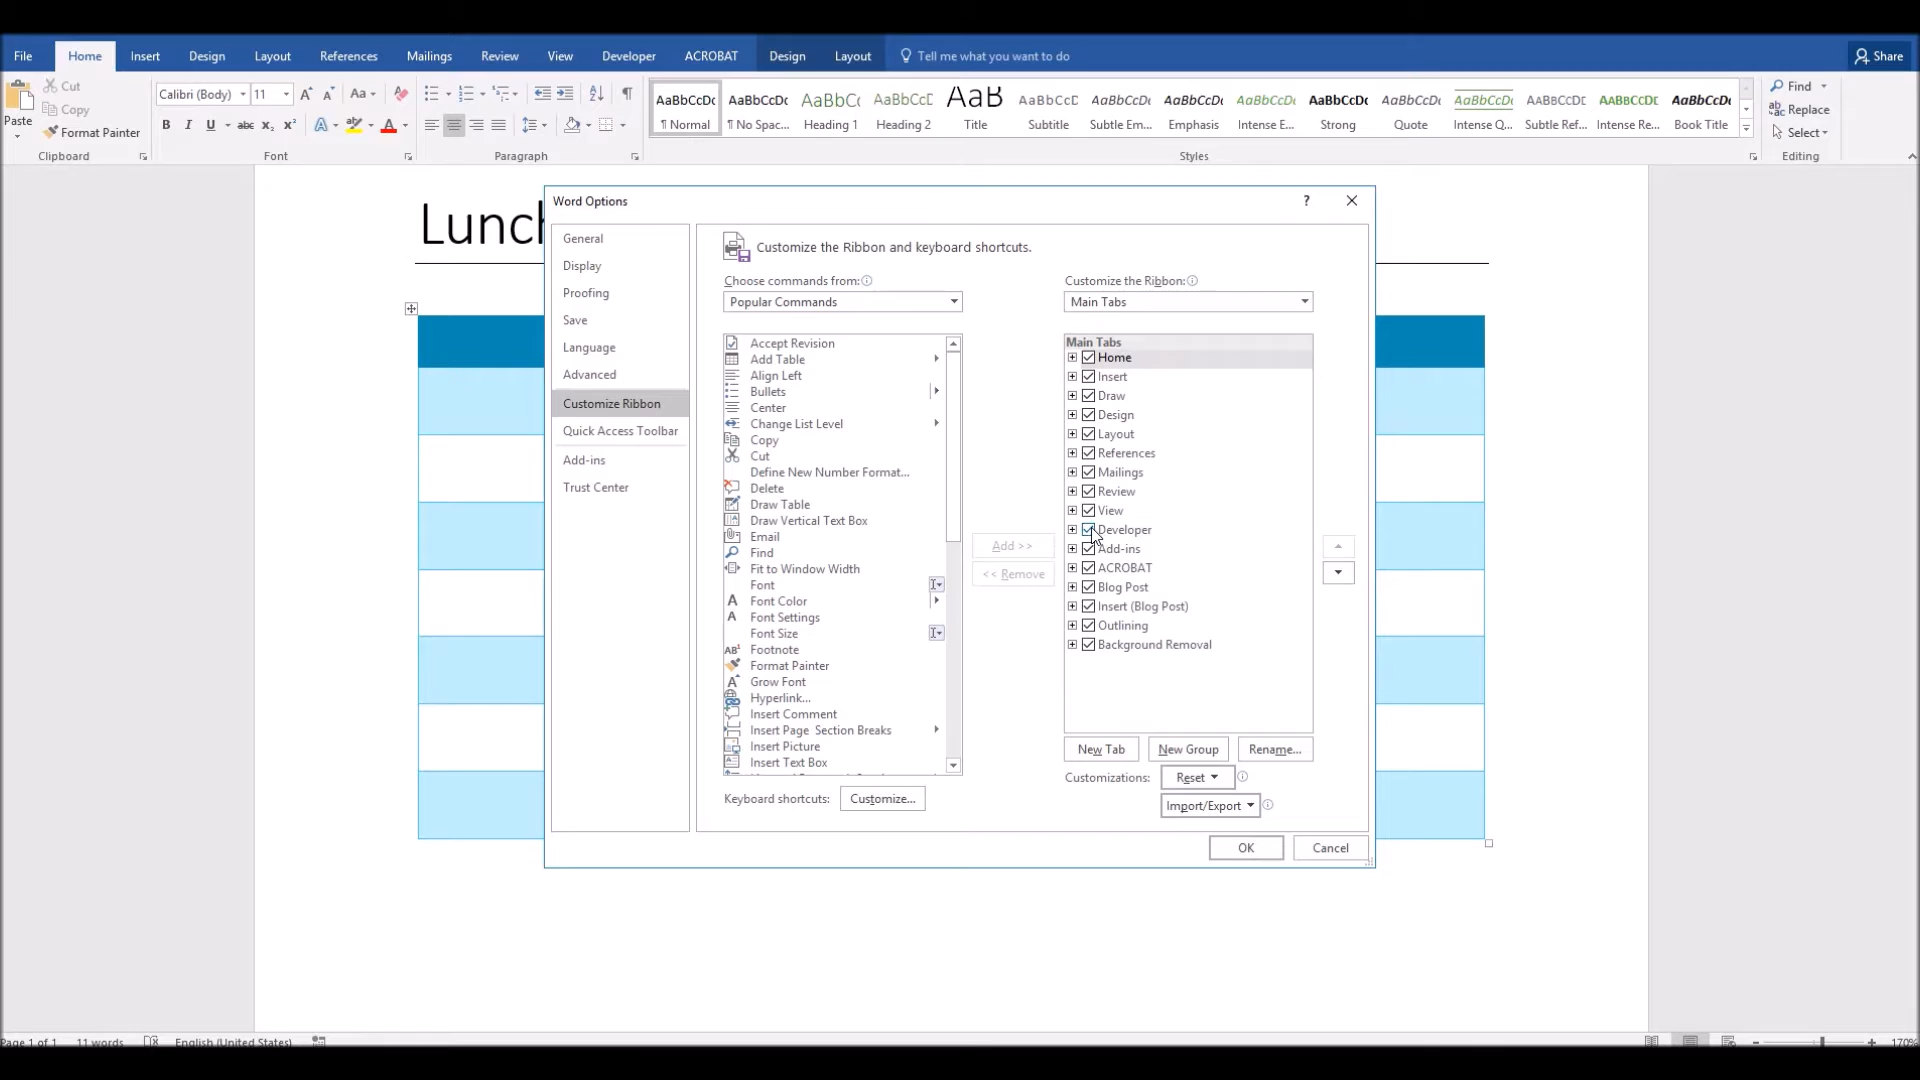 File Home Insert Design Layout References Mailings Review View Developer ACROBAT Design Layout Tell me what you want to do Share
Cut
Copy
Paste
Format Painter
Clipboard
Calibri (Body) 11 Aa
B I U abc x₂ x² A A
Font
Paragraph
AaBbCcDc AaBbCcDc AaBbCc AaBbCcD AaB AaBbCcD AaBbCcDc AaBbCcDc AaBbCcDc AaBbCcDc AaBbCcDc AaBbCcDc AaBbCcDc AaBbCcDc AaBbCcDc
¶ Normal ¶ No Spac... Heading 1 Heading 2 Title Subtitle Subtle Em... Emphasis Intense E... Strong Quote Intense Q... Subtle Ref... Intense Re... Book Title
Styles
Find
Replace
Select
Editing
Lunch
Word Options
?
General
Display
Proofing
Save
Language
Advanced
Customize Ribbon
Quick Access Toolbar
Add-ins
Trust Center
Customize the Ribbon and keyboard shortcuts.
Choose commands from:
Popular Commands
Accept Revision
Add Table
Align Left
Bullets
Center
Change List Level
Copy
Cut
Define New Number Format...
Delete
Draw Table
Draw Vertical Text Box
Email
Find
Fit to Window Width
Font
Font Color
Font Settings
Font Size
Footnote
Format Painter
Grow Font
Hyperlink...
Insert Comment
Insert Page Section Breaks
Insert Picture
Insert Text Box
Keyboard shortcuts: Customize...
Add >>
<< Remove
Customize the Ribbon:
Main Tabs
Main Tabs
Home
Insert
Draw
Design
Layout
References
Mailings
Review
View
Developer
Add-ins
ACROBAT
Blog Post
Insert (Blog Post)
Outlining
Background Removal
New Tab New Group Rename...
Customizations: Reset
Import/Export
OK Cancel
Page 1 of 1 11 words English (United States) 170%